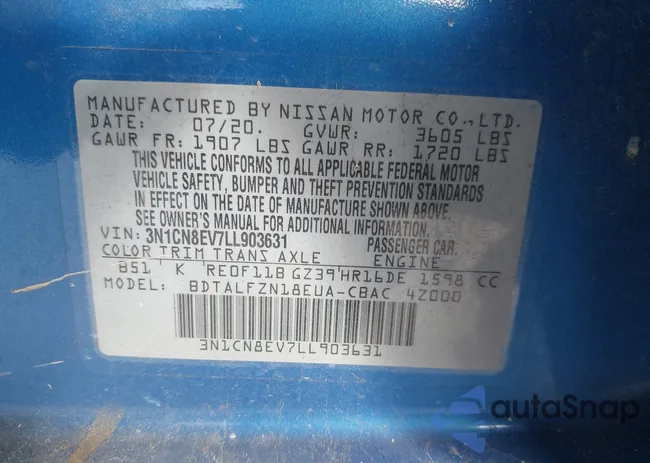 MANUFACTURED BY NISSAN MOTOR CO.,LTD.
DATE: 07/20. GVWR: 3605 LBS
GAWR FR: 1907 LBS GAWR RR: 1720 LBS
THIS VEHICLE CONFORMS TO ALL APPLICABLE FEDERAL MOTOR
VEHICLE SAFETY, BUMPER AND THEFT PREVENTION STANDARDS
IN EFFECT ON THE DATE OF MANUFACTURE SHOWN ABOVE.
SEE OWNER'S MANUAL FOR ADDITIONAL INFORMATION.
VIN: 3N1CN8EV7LL903631 PASSENGER CAR.
COLOR TRIM TRANS AXLE ENGINE
B51 K RE0F11B GZ39 HR16DE 1598 CC
MODEL: BDTALFZN18EUA-CBAC 4Z000
3N1CN8EV7LL903631
autaSnap